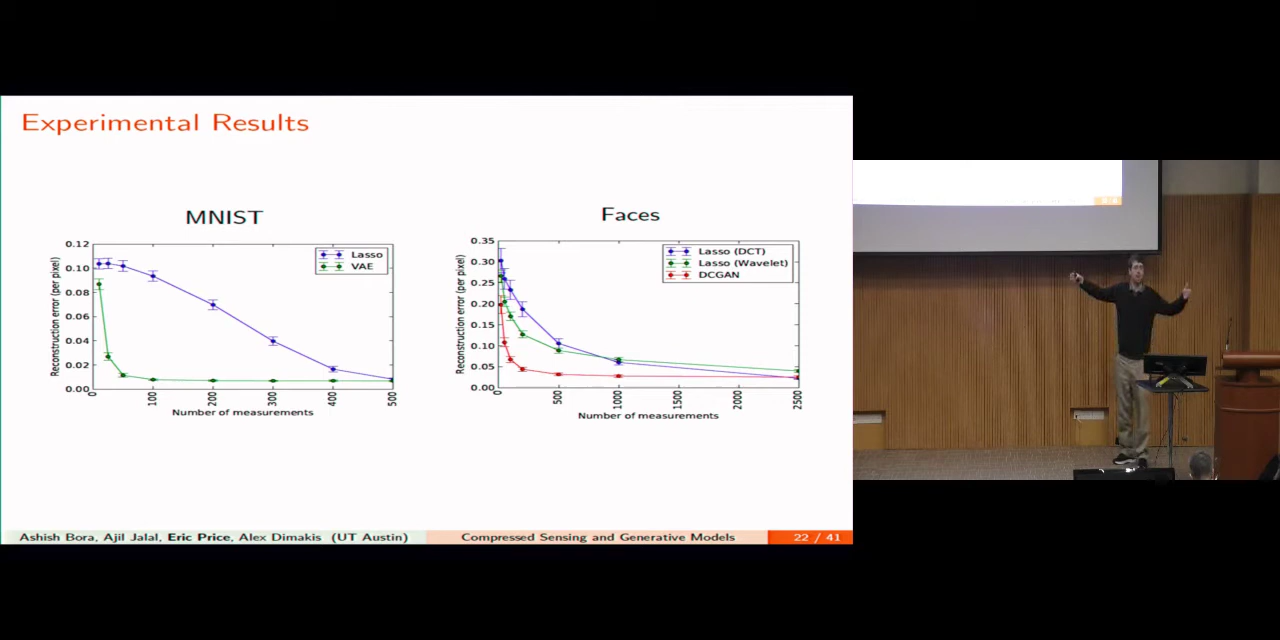 Experimental Results
MNIST
0.12
0.10
0.08
0.06
0.04
0.02
0.00
Reconstruction error (per pixel)
Lasso
VAE
0
100
200
300
400
500
Number of measurements
Faces
0.35
0.30
0.25
0.20
0.15
0.10
0.05
0.00
Reconstruction error (per pixel)
Lasso (DCT)
Lasso (Wavelet)
DCGAN
0
500
1000
1500
2000
2500
Number of measurements
Ashish Bora, Ajil Jalal, Eric Price, Alex Dimakis (UT Austin)
Compressed Sensing and Generative Models
22 / 41